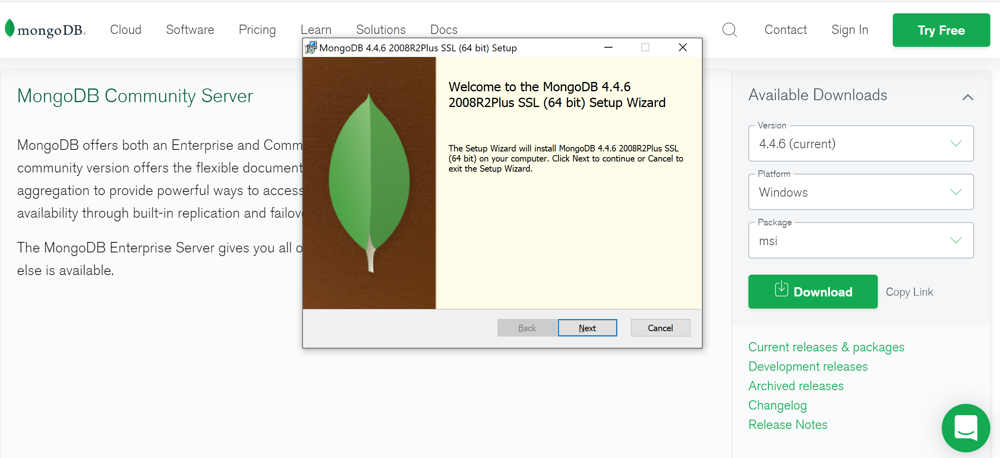 mongoDB®
Cloud
Software
Pricing
Learn
Solutions
Docs
Contact
Sign In
Try Free
MongoDB Community Server
MongoDB offers both an Enterprise and Comm
community version offers the flexible document
aggregation to provide powerful ways to access
availability through built-in replication and failov
The MongoDB Enterprise Server gives you all o
else is available.
MongoDB 4.4.6 2008R2Plus SSL (64 bit) Setup
Welcome to the MongoDB 4.4.6
2008R2Plus SSL (64 bit) Setup Wizard
The Setup Wizard will install MongoDB 4.4.6 2008R2Plus SSL
(64 bit) on your computer. Click Next to continue or Cancel to
exit the Setup Wizard.
Back
Next
Cancel
Available Downloads
Version
4.4.6 (current)
Platform
Windows
Package
msi
Download
Copy Link
Current releases & packages
Development releases
Archived releases
Changelog
Release Notes